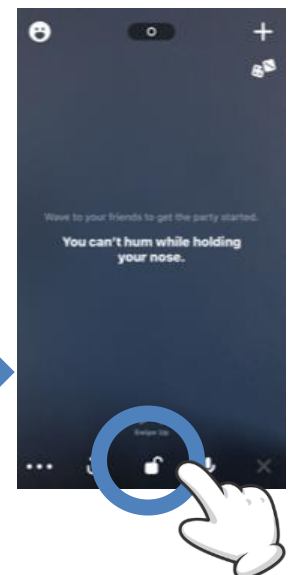 Wave to your friends to get the party started.
You can't hum while holding
your nose.
Swipe Up